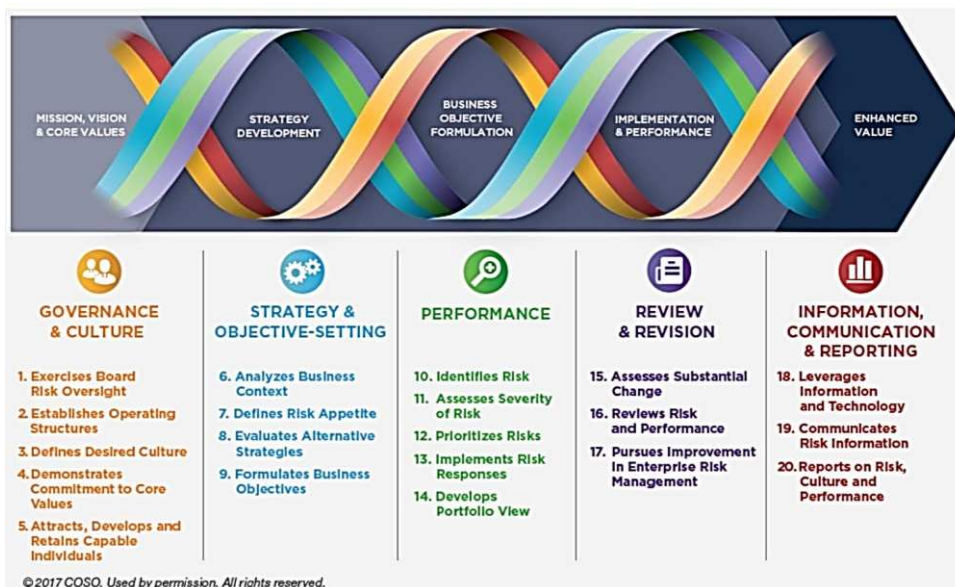 MISSION, VISION
& CORE VALUES
STRATEGY
DEVELOPMENT
BUSINESS
OBJECTIVE
FORMULATION
IMPLEMENTATION
& PERFORMANCE
ENHANCED
VALUE
GOVERNANCE
& CULTURE
1. Exercises Board
Risk Oversight
2. Establishes Operating
Structures
3. Defines Desired Culture
4. Demonstrates
Commitment to Core
Values
5. Attracts, Develops and
Retains Capable
Individuals
STRATEGY &
OBJECTIVE-SETTING
6. Analyzes Business
Context
7. Defines Risk Appetite
8. Evaluates Alternative
Strategies
9. Formulates Business
Objectives
PERFORMANCE
10. Identifies Risk
11. Assesses Severity
of Risk
12. Prioritizes Risks
13. Implements Risk
Responses
14. Develops
Portfolio View
REVIEW
& REVISION
15. Assesses Substantial
Change
16. Reviews Risk
and Performance
17. Pursues Improvement
in Enterprise Risk
Management
INFORMATION,
COMMUNICATION
& REPORTING
18. Leverages
Information
and Technology
19. Communicates
Risk Information
20. Reports on Risk,
Culture and
Performance
© 2017 COSO. Used by permission. All rights reserved.